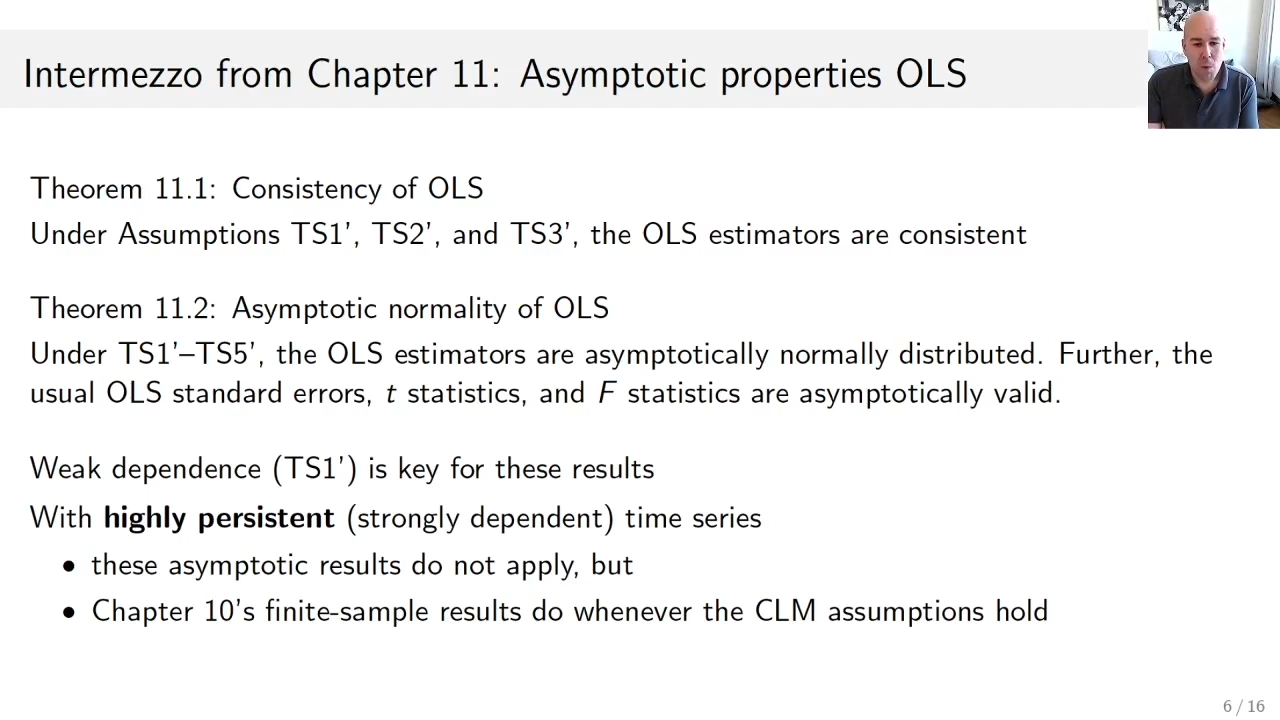 Intermezzo from Chapter 11: Asymptotic properties OLS
Theorem 11.1: Consistency of OLS
Under Assumptions TS1’, TS2’, and TS3’, the OLS estimators are consistent
Theorem 11.2: Asymptotic normality of OLS
Under TS1’–TS5’, the OLS estimators are asymptotically normally distributed. Further, the
usual OLS standard errors, t statistics, and F statistics are asymptotically valid.
Weak dependence (TS1’) is key for these results
With highly persistent (strongly dependent) time series
• these asymptotic results do not apply, but
• Chapter 10’s finite-sample results do whenever the CLM assumptions hold
6 / 16